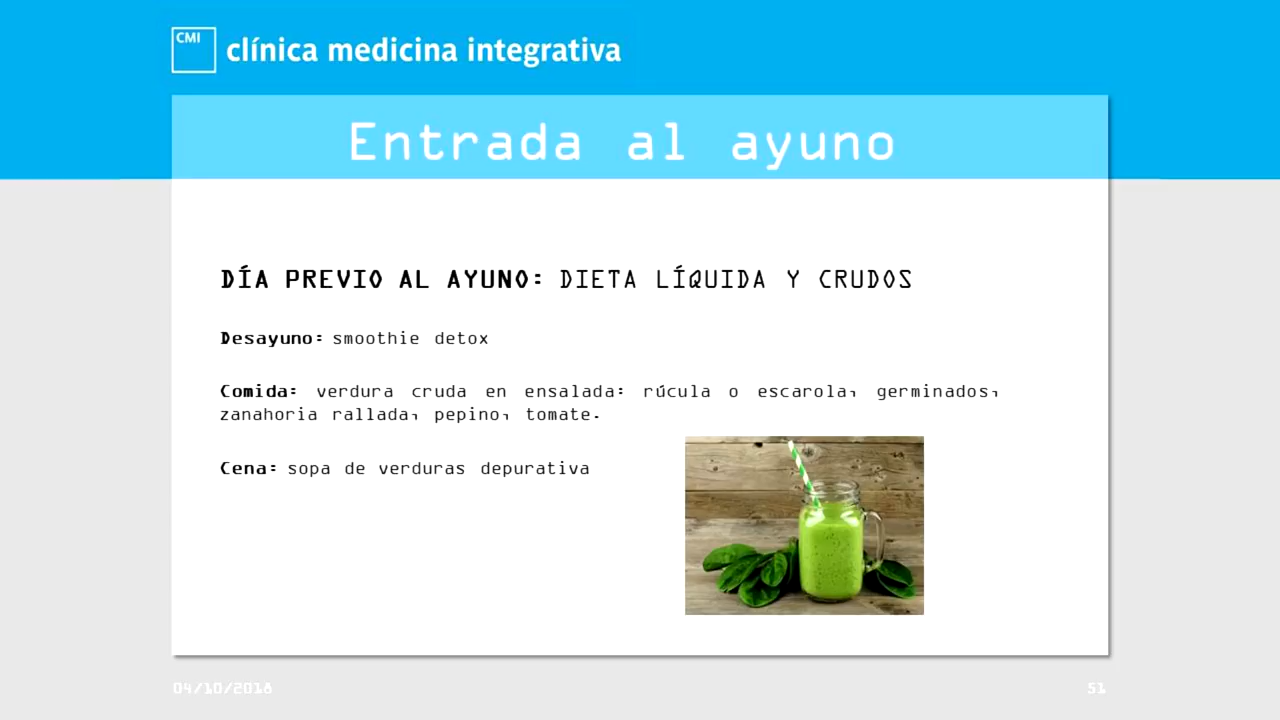 CMI clínica medicina integrativa
Entrada al ayuno
DÍA PREVIO AL AYUNO: DIETA LÍQUIDA Y CRUDOS
Desayuno: smoothie detox
Comida: verdura cruda en ensalada: rúcula o escarola, germinados,
zanahoria rallada, pepino, tomate.
Cena: sopa de verduras depurativa
04/10/2018
51